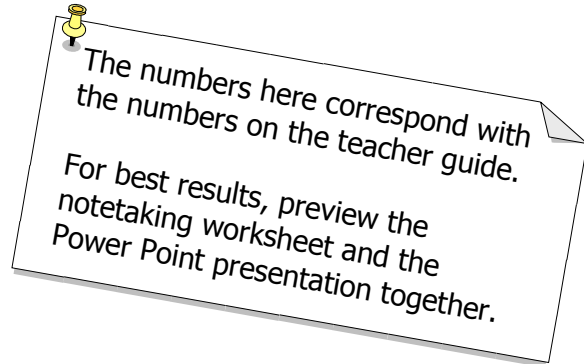 The numbers here correspond with
the numbers on the teacher guide.
For best results, preview the
notetaking worksheet and the
Power Point presentation together.